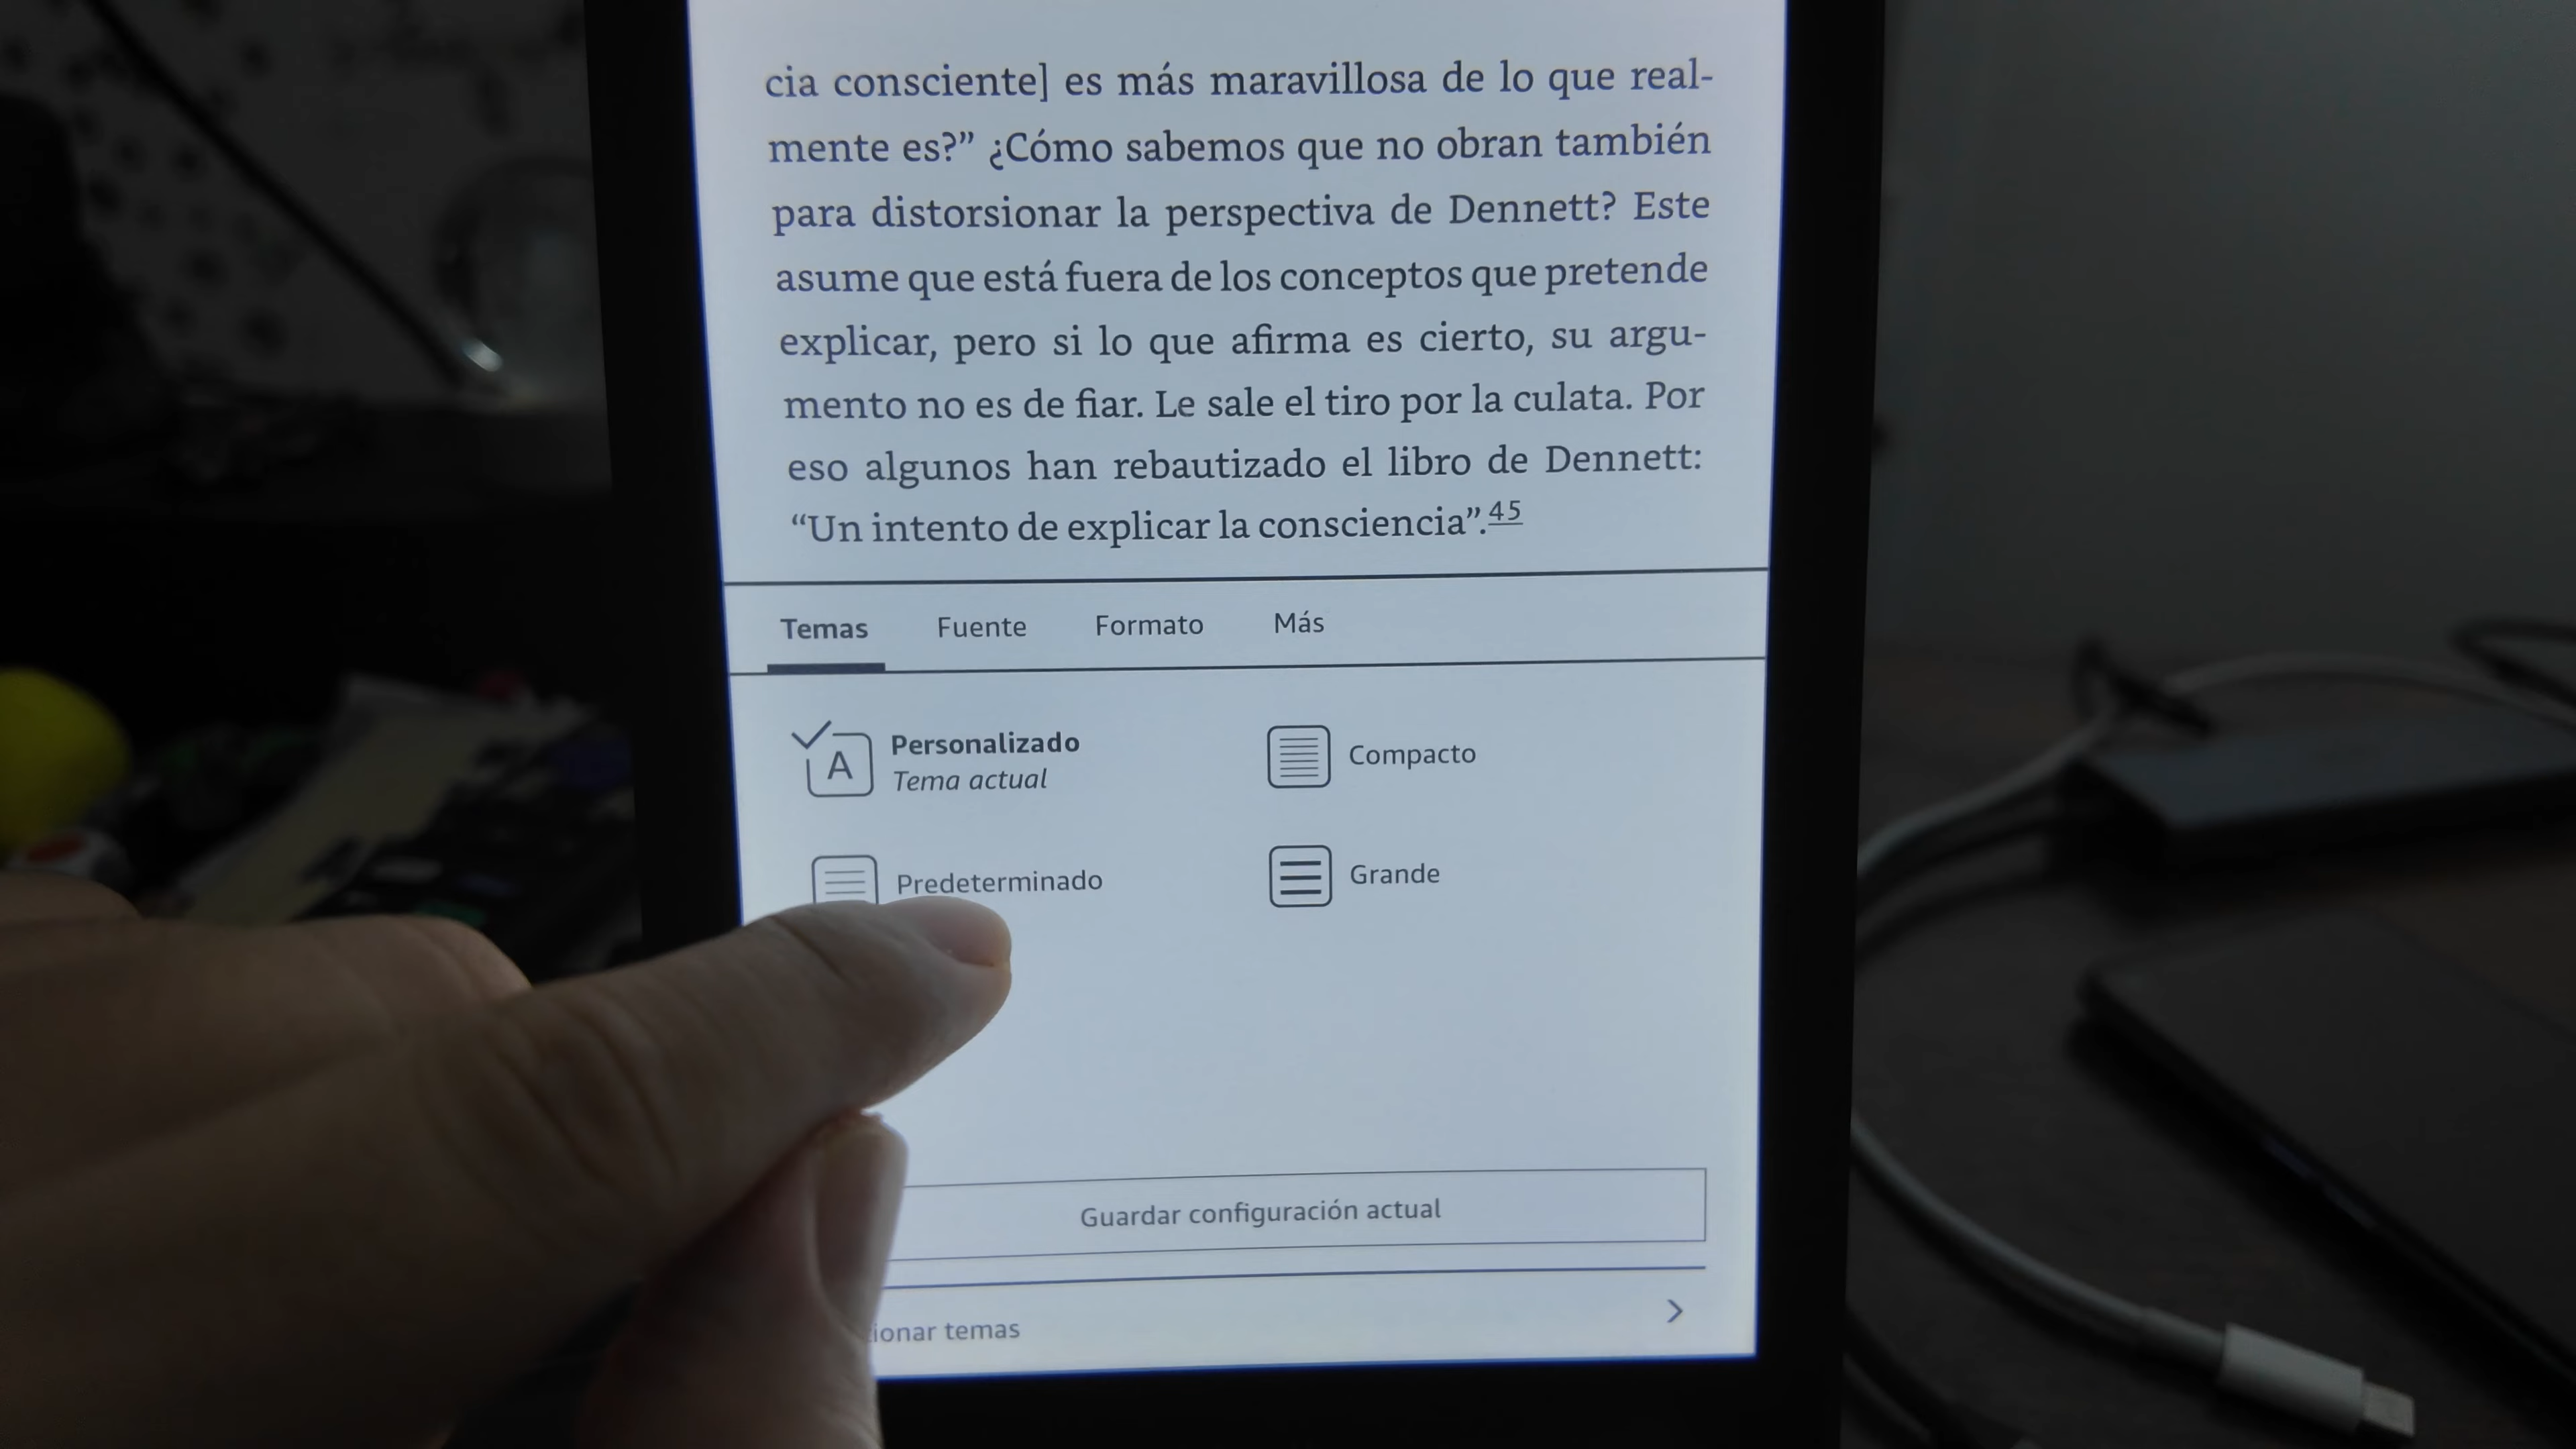 cia consciente] es más maravillosa de lo que real-
mente es?” ¿Cómo sabemos que no obran también
para distorsionar la perspectiva de Dennett? Este
asume que está fuera de los conceptos que pretende
explicar, pero si lo que afirma es cierto, su argu-
mento no es de fiar. Le sale el tiro por la culata. Por
eso algunos han rebautizado el libro de Dennett:
“Un intento de explicar la consciencia”.45
Temas Fuente Formato Más
A Personalizado
Tema actual
Compacto
Predeterminado
Grande
Guardar configuración actual
temas